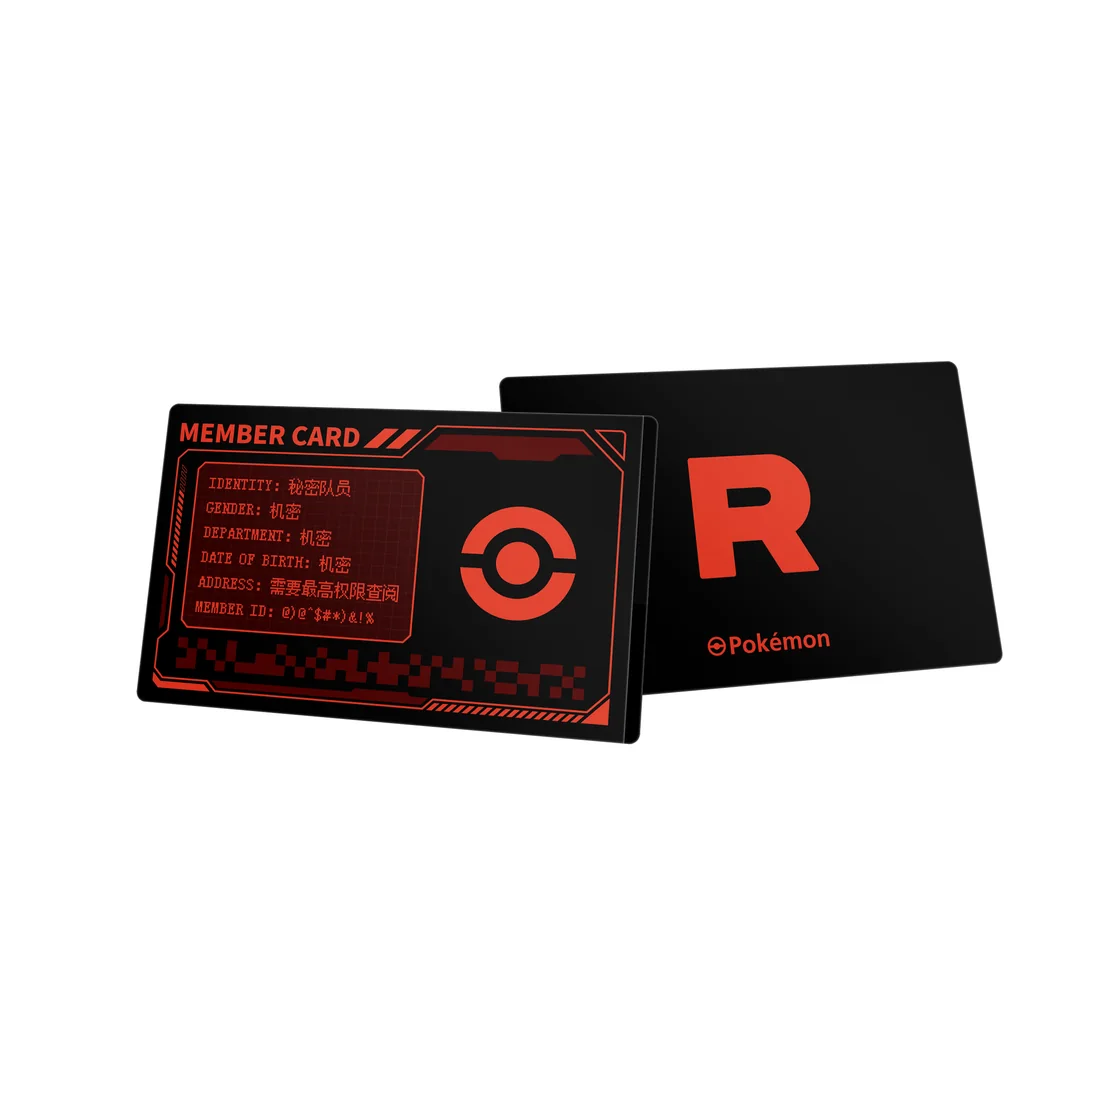 MEMBER CARD
IDENTITY: 秘密队员
GENDER: 机密
DEPARTMENT: 机密
DATE OF BIRTH: 机密
ADDRESS: 需要最高权限查阅
MEMBER ID: @)@^$#*)&!%
R
Pokémon